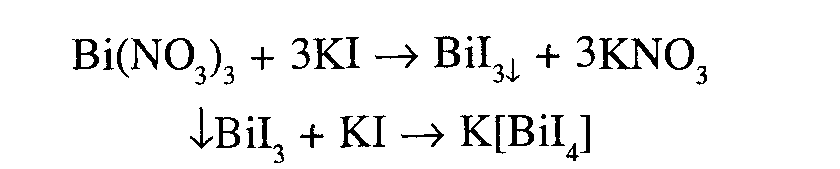 Bi(NO₃)₃ + 3KI → BiI₃↓ + 3KNO₃
↓BiI₃ + KI → K[BiI₄]